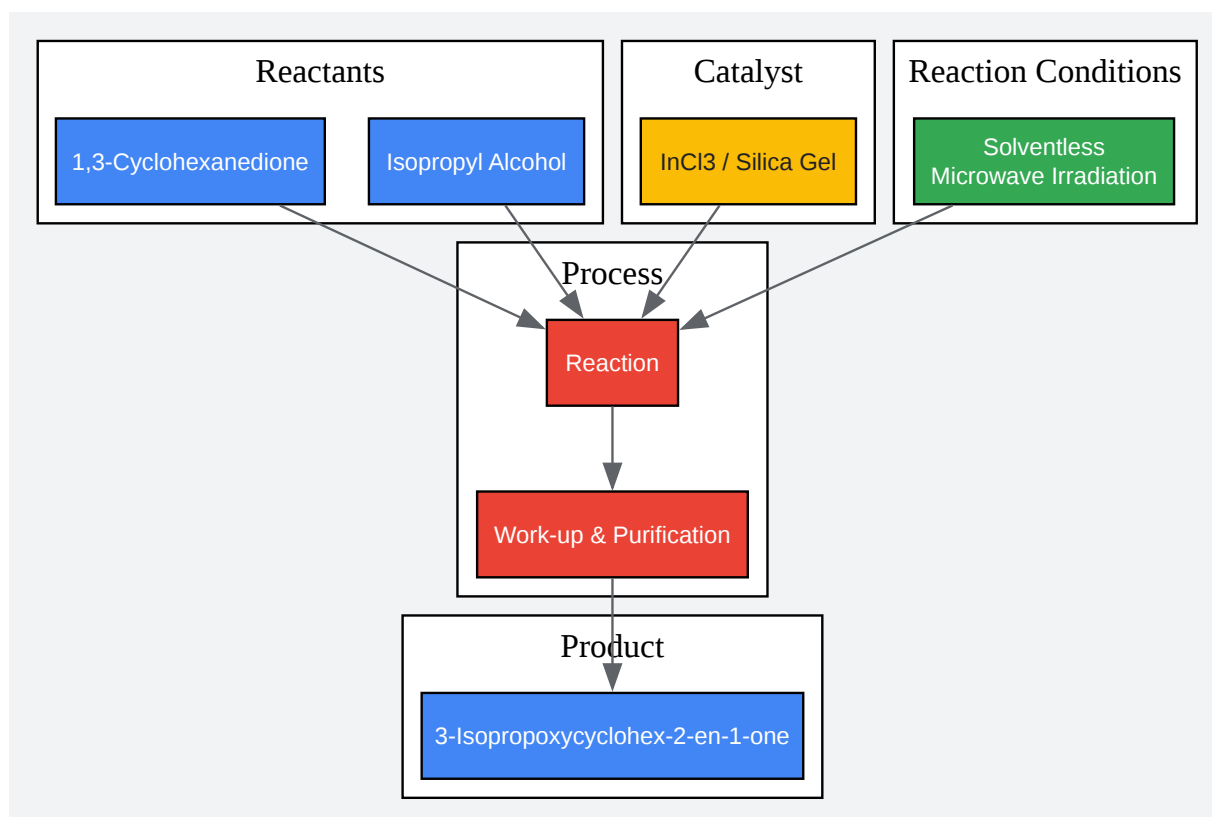 Reactants
Catalyst
Reaction Conditions
1,3-Cyclohexanedione
Isopropyl Alcohol
InCl3 / Silica Gel
Solventless
Microwave Irradiation
Process
Reaction
Work-up & Purification
Product
3-Isopropoxycyclohex-2-en-1-one